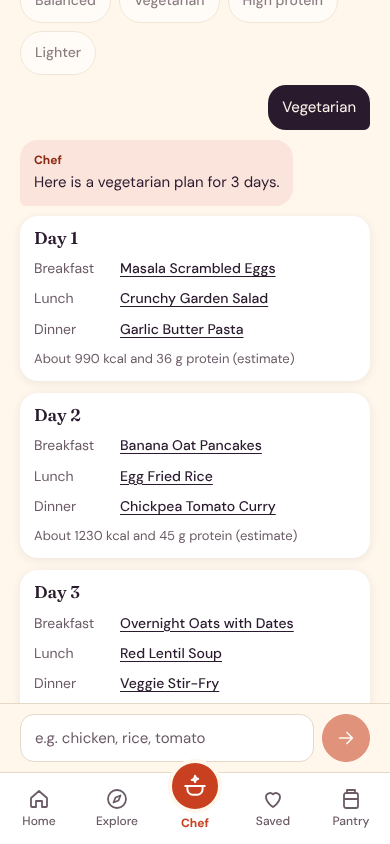 Balanced
Vegetarian
High protein
Lighter
Vegetarian
Chef
Here is a vegetarian plan for 3 days.
Day 1
Breakfast Masala Scrambled Eggs
Lunch Crunchy Garden Salad
Dinner Garlic Butter Pasta
About 990 kcal and 36 g protein (estimate)
Day 2
Breakfast Banana Oat Pancakes
Lunch Egg Fried Rice
Dinner Chickpea Tomato Curry
About 1230 kcal and 45 g protein (estimate)
Day 3
Breakfast Overnight Oats with Dates
Lunch Red Lentil Soup
Dinner Veggie Stir-Fry
e.g. chicken, rice, tomato
Home
Explore
Chef
Saved
Pantry